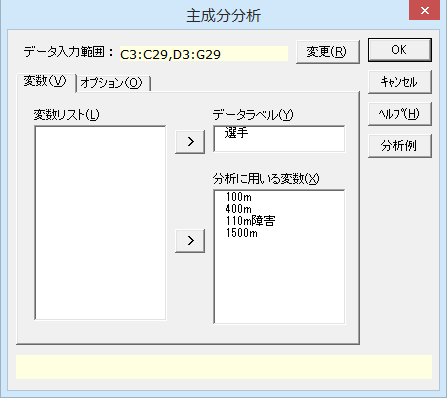 主成分分析
データ入力範囲： C3:C29,D3:G29
変更(R)
OK
変数(V)
オプション(O)
キャンセル
ヘルプ(H)
分析例
変数リスト(L)
データラベル(Y)
選手
分析に用いる変数(X)
100m
400m
110m障害
1500m